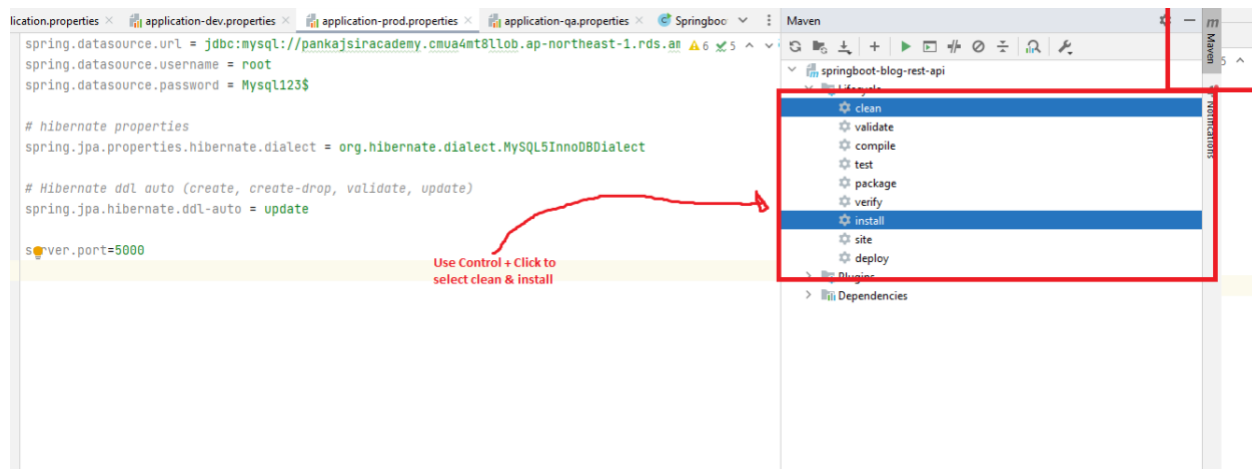 lication.properties application-dev.properties application-prod.properties application-qa.properties Springboo Maven
spring.datasource.url = jdbc:mysql://pankajsiracademy.cmua4mt8llob.ap-northeast-1.rds.am 6 5
spring.datasource.username = root
spring.datasource.password = Mysql123$
# hibernate properties
spring.jpa.properties.hibernate.dialect = org.hibernate.dialect.MySQL5InnoDBDialect
# Hibernate ddl auto (create, create-drop, validate, update)
spring.jpa.hibernate.ddl-auto = update
server.port=5000
Use Control + Click to
select clean & install
springboot-blog-rest-api
Lifecycle
clean
validate
compile
test
package
verify
install
site
deploy
Plugins
Dependencies
m
Maven
5
Notifications